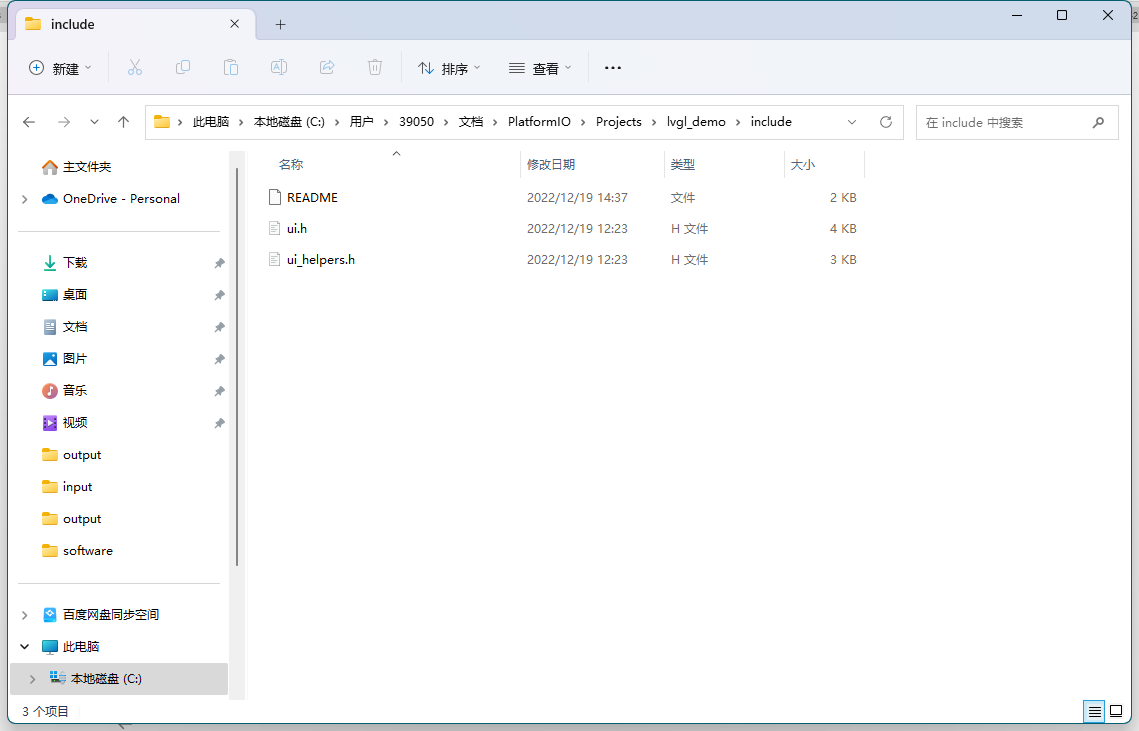 include
新建
排序
查看
此电脑 本地磁盘 (C:) 用户 39050 文档 PlatformIO Projects lvgl_demo include
在 include 中搜索
主文件夹
OneDrive - Personal
下载
桌面
文档
图片
音乐
视频
output
input
output
software
百度网盘同步空间
此电脑
本地磁盘 (C:)
名称 修改日期 类型 大小
README 2022/12/19 14:37 文件 2 KB
ui.h 2022/12/19 12:23 H 文件 4 KB
ui_helpers.h 2022/12/19 12:23 H 文件 3 KB
3 个项目